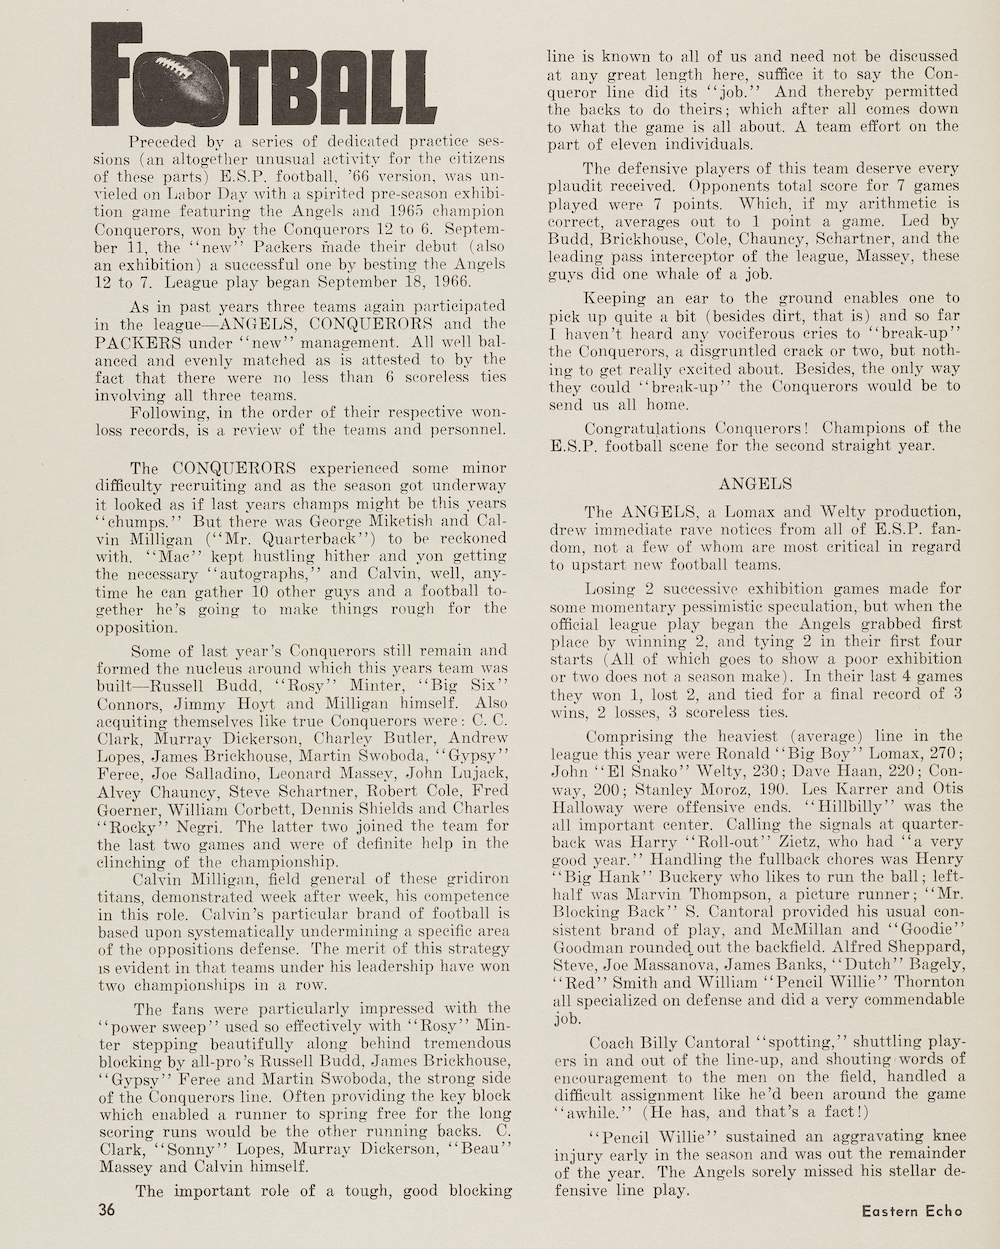 FOOTBALL
Preceded by a series of dedicated practice ses-
sions (an altogether unusual activity for the citizens
of these parts) E.S.P. football, '66 version, was un-
vieled on Labor Day with a spirited pre-season exhibi-
tion game featuring the Angels and 1965 champion
Conquerors, won by the Conquerors 12 to 6. Septem-
ber 11, the "new" Packers made their debut (also
an exhibition) a successful one by besting the Angels
12 to 7. League play began September 18, 1966.
As in past years three teams again participated
in the league—ANGELS, CONQUERORS and the
PACKERS under "new" management. All well bal-
anced and evenly matched as is attested to by the
fact that there were no less than 6 scoreless ties
involving all three teams.
Following, in the order of their respective won-
loss records, is a review of the teams and personnel.
The CONQUERORS experienced some minor
difficulty recruiting and as the season got underway
it looked as if last years champs might be this years
"chumps." But there was George Miketish and Cal-
vin Milligan ("Mr. Quarterback") to be reckoned
with. "Mac" kept hustling hither and yon getting
the necessary "autographs," and Calvin, well, any-
time he can gather 10 other guys and a football to-
gether he's going to make things rough for the
opposition.
Some of last year's Conquerors still remain and
formed the nucleus around which this years team was
built—Russell Budd, "Rosy" Minter, "Big Six"
Connors, Jimmy Hoyt and Milligan himself. Also
acquiting themselves like true Conquerors were: C. C.
Clark, Murray Dickerson, Charley Butler, Andrew
Lopes, James Brickhouse, Martin Swoboda, "Gypsy"
Feree, Joe Salladino, Leonard Massey, John Lujack,
Alvey Chauncy, Steve Schartner, Robert Cole, Fred
Goerner, William Corbett, Dennis Shields and Charles
"Rocky" Negri. The latter two joined the team for
the last two games and were of definite help in the
clinching of the championship.
Calvin Milligan, field general of these gridiron
titans, demonstrated week after week, his competence
in this role. Calvin's particular brand of football is
based upon systematically undermining a specific area
of the oppositions defense. The merit of this strategy
is evident in that teams under his leadership have won
two championships in a row.
The fans were particularly impressed with the
"power sweep" used so effectively with "Rosy" Min-
ter stepping beautifully along behind tremendous
blocking by all-pro's Russell Budd, James Brickhouse,
"Gypsy" Feree and Martin Swoboda, the strong side
of the Conquerors line. Often providing the key block
which enabled a runner to spring free for the long
scoring runs would be the other running backs. C.
Clark, "Sonny" Lopes, Murray Dickerson, "Beau"
Massey and Calvin himself.
The important role of a tough, good blocking
36
line is known to all of us and need not be discussed
at any great length here, suffice it to say the Con-
queror line did its "job." And thereby permitted
the backs to do theirs; which after all comes down
to what the game is all about. A team effort on the
part of eleven individuals.
The defensive players of this team deserve every
plaudit received. Opponents total score for 7 games
played were 7 points. Which, if my arithmetic is
correct, averages out to 1 point a game. Led by
Budd, Brickhouse, Cole, Chauncy, Schartner, and the
leading pass interceptor of the league, Massey, these
guys did one whale of a job.
Keeping an ear to the ground enables one to
pick up quite a bit (besides dirt, that is) and so far
I haven't heard any vociferous cries to "break-up"
the Conquerors, a disgruntled crack or two, but noth-
ing to get really excited about. Besides, the only way
they could "break-up" the Conquerors would be to
send us all home.
Congratulations Conquerors! Champions of the
E.S.P. football scene for the second straight year.
ANGELS
The ANGELS, a Lomax and Welty production,
drew immediate rave notices from all of E.S.P. fan-
dom, not a few of whom are most critical in regard
to upstart new football teams.
Losing 2 successive exhibition games made for
some momentary pessimistic speculation, but when the
official league play began the Angels grabbed first
place by winning 2, and tying 2 in their first four
starts (All of which goes to show a poor exhibition
or two does not a season make). In their last 4 games
they won 1, lost 2, and tied for a final record of 3
wins, 2 losses, 3 scoreless ties.
Comprising the heaviest (average) line in the
league this year were Ronald "Big Boy" Lomax, 270;
John "El Snako" Welty, 230; Dave Haan, 220; Con-
way, 200; Stanley Moroz, 190. Les Karrer and Otis
Halloway were offensive ends. "Hillbilly" was the
all important center. Calling the signals at quarter-
back was Harry "Roll-out" Zietz, who had "a very
good year." Handling the fullback chores was Henry
"Big Hank" Buckery who likes to run the ball; left-
half was Marvin Thompson, a picture runner; "Mr.
Blocking Back" S. Cantoral provided his usual con-
sistent brand of play, and McMillan and "Goodie"
Goodman rounded out the backfield. Alfred Sheppard,
Steve, Joe Massanova, James Banks, "Dutch" Bagely,
"Red" Smith and William "Pencil Willie" Thornton
all specialized on defense and did a very commendable
job.
Coach Billy Cantoral "spotting," shuttling play-
ers in and out of the line-up, and shouting words of
encouragement to the men on the field, handled a
difficult assignment like he'd been around the game
"awhile." (He has, and that's a fact!)
"Pencil Willie" sustained an aggravating knee
injury early in the season and was out the remainder
of the year. The Angels sorely missed his stellar de-
fensive line play.
Eastern Echo